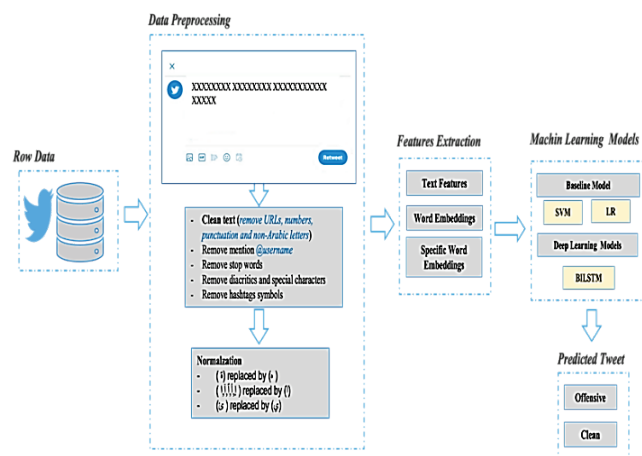 Data Preprocessing
XXXXXXXX XXXXXXXX XXXXXXXXXXX
XXXXX
GIF
Retweet
Row Data
- Clean text (remove URLs, numbers,
punctuation and non-Arabic letters)
- Remove mention @username
- Remove stop words
- Remove diacritics and special characters
- Remove hashtags symbols
Normalzation
- (ة) replaced by (ه)
- replaced by
- replaced by (ي)
Features Extraction
Text Features
Word Embeddings
Specific Word
Embeddings
Machin Learning Models
Baseline Model
SVM
LR
Deep Learning Models
BILSTM
Predicted Tweet
Offensive
Clean